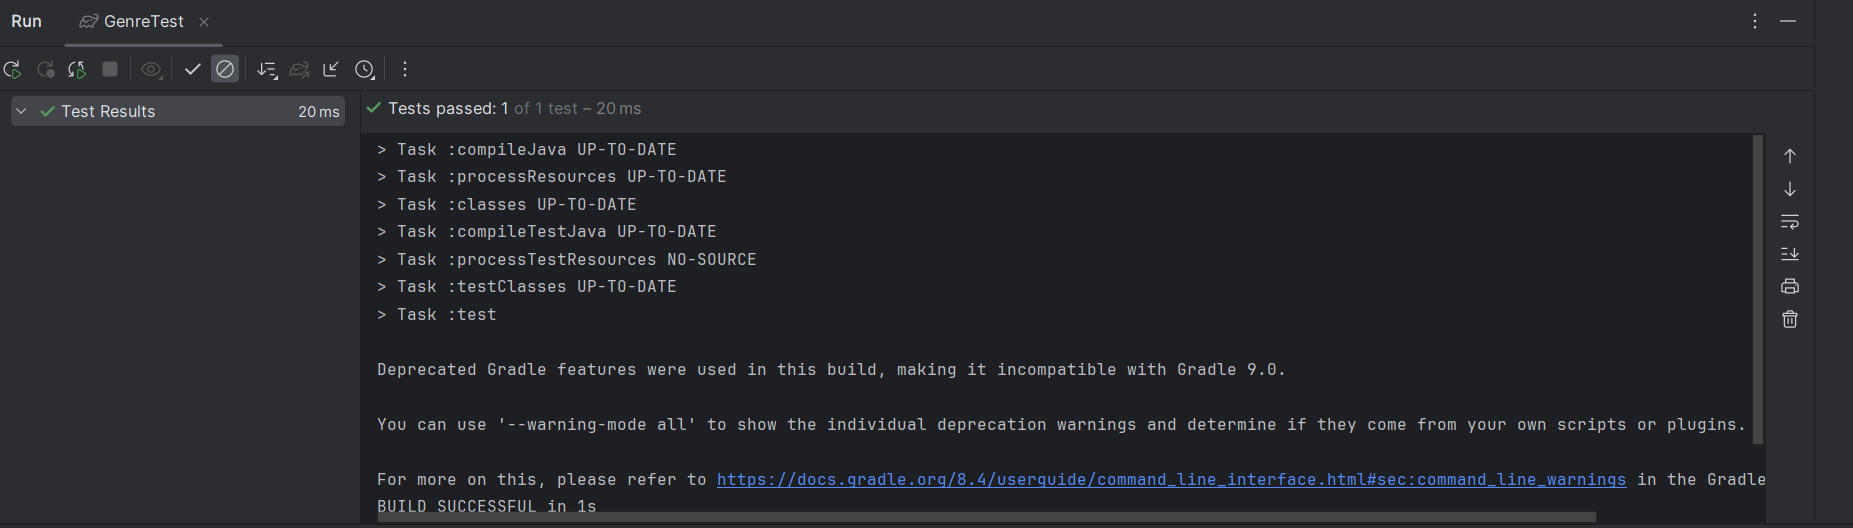 Run GenreTest
Test Results 20 ms
Tests passed: 1 of 1 test – 20 ms
> Task :compileJava UP-TO-DATE
> Task :processResources UP-TO-DATE
> Task :classes UP-TO-DATE
> Task :compileTestJava UP-TO-DATE
> Task :processTestResources NO-SOURCE
> Task :testClasses UP-TO-DATE
> Task :test
Deprecated Gradle features were used in this build, making it incompatible with Gradle 9.0.
You can use '--warning-mode all' to show the individual deprecation warnings and determine if they come from your own scripts or plugins.
For more on this, please refer to https://docs.gradle.org/8.4/userguide/command_line_interface.html#sec:command_line_warnings in the Gradle
BUILD SUCCESSFUL in 1s